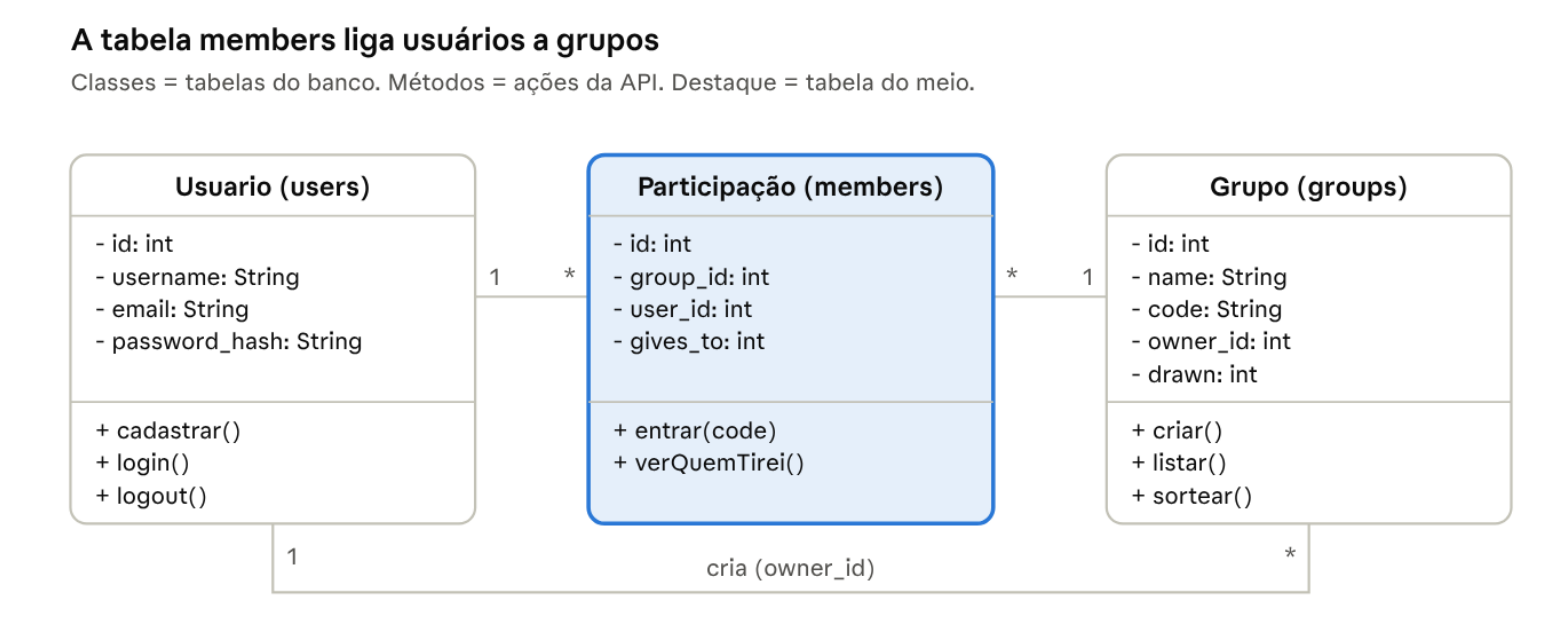 A tabela members liga usuários a grupos
Classes = tabelas do banco. Métodos = ações da API. Destaque = tabela do meio.
Usuario (users)
- id: int
- username: String
- email: String
- password_hash: String
+ cadastrar()
+ login()
+ logout()
1
*
Participação (members)
- id: int
- group_id: int
- user_id: int
- gives_to: int
+ entrar(code)
+ verQuemTirei()
*
1
Grupo (groups)
- id: int
- name: String
- code: String
- owner_id: int
- drawn: int
+ criar()
+ listar()
+ sortear()
1
cria (owner_id)
*